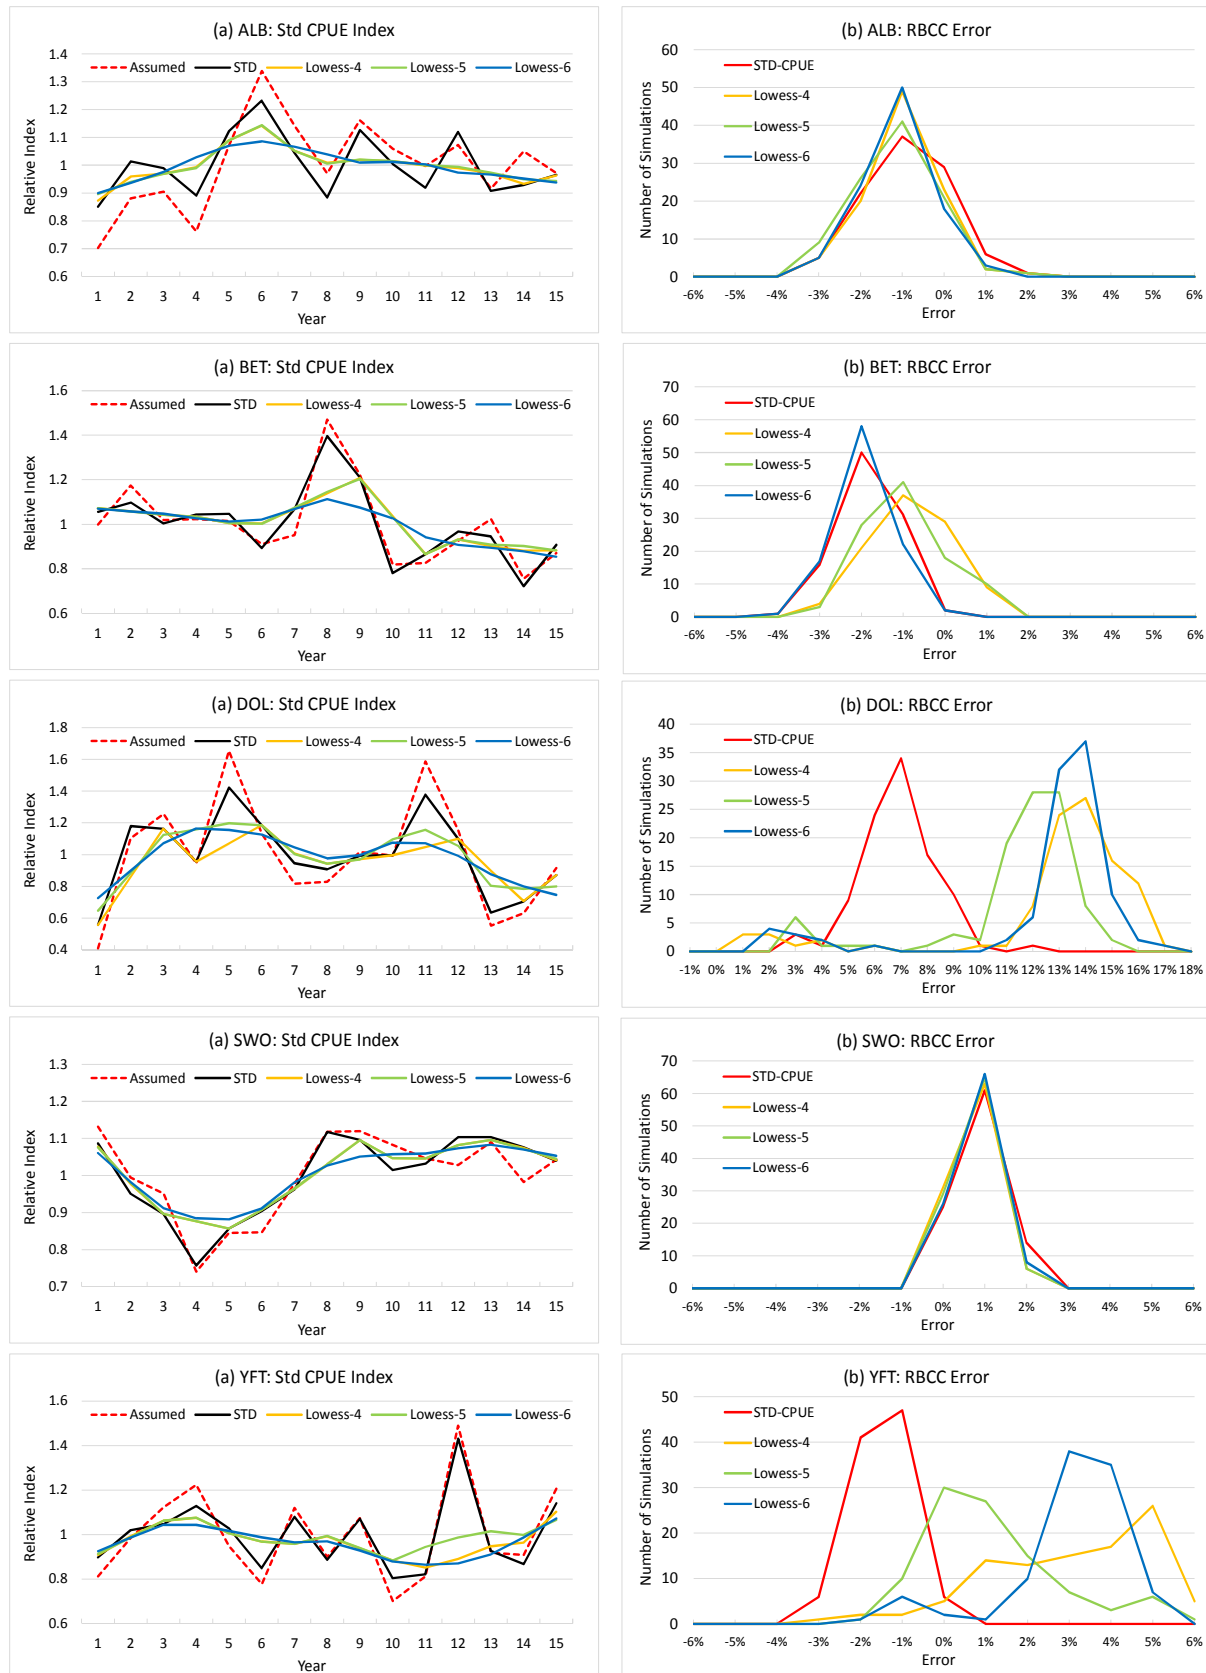 (a) ALB: Std CPUE Index
1.4
1.3
1.2
1.1
1
0.9
0.8
0.7
0.6
Relative Index
Assumed STD Lowess-4 Lowess-5 Lowess-6
1 2 3 4 5 6 7 8 9 10 11 12 13 14 15
Year
(b) ALB: RBCC Error
60
50
40
30
20
10
0
Number of Simulations
STD-CPUE
Lowess-4
Lowess-5
Lowess-6
-6% -5% -4% -3% -2% -1% 0% 1% 2% 3% 4% 5% 6%
Error
(a) BET: Std CPUE Index
1.6
1.4
1.2
1
0.8
0.6
Relative Index
Assumed STD Lowess-4 Lowess-5 Lowess-6
1 2 3 4 5 6 7 8 9 10 11 12 13 14 15
Year
(b) BET: RBCC Error
70
60
50
40
30
20
10
0
Number of Simulations
STD-CPUE
Lowess-4
Lowess-5
Lowess-6
-6% -5% -4% -3% -2% -1% 0% 1% 2% 3% 4% 5% 6%
Error
(a) DOL: Std CPUE Index
1.8
1.6
1.4
1.2
1
0.8
0.6
0.4
Relative Index
Assumed STD Lowess-4 Lowess-5 Lowess-6
1 2 3 4 5 6 7 8 9 10 11 12 13 14 15
Year
(b) DOL: RBCC Error
40
35
30
25
20
15
10
5
0
Number of Simulations
STD-CPUE
Lowess-4
Lowess-5
Lowess-6
-1% 0% 1% 2% 3% 4% 5% 6% 7% 8% 9% 10% 11% 12% 13% 14% 15% 16% 17% 18%
Error
(a) SWO: Std CPUE Index
1.3
1.2
1.1
1
0.9
0.8
0.7
Relative Index
Assumed STD Lowess-4 Lowess-5 Lowess-6
1 2 3 4 5 6 7 8 9 10 11 12 13 14 15
Year
(b) SWO: RBCC Error
70
60
50
40
30
20
10
0
Number of Simulations
STD-CPUE
Lowess-4
Lowess-5
Lowess-6
-6% -5% -4% -3% -2% -1% 0% 1% 2% 3% 4% 5% 6%
Error
(a) YFT: Std CPUE Index
1.6
1.4
1.2
1
0.8
0.6
Relative Index
Assumed STD Lowess-4 Lowess-5 Lowess-6
1 2 3 4 5 6 7 8 9 10 11 12 13 14 15
Year
(b) YFT: RBCC Error
50
40
30
20
10
0
Number of Simulations
STD-CPUE
Lowess-4
Lowess-5
Lowess-6
-6% -5% -4% -3% -2% -1% 0% 1% 2% 3% 4% 5% 6%
Error